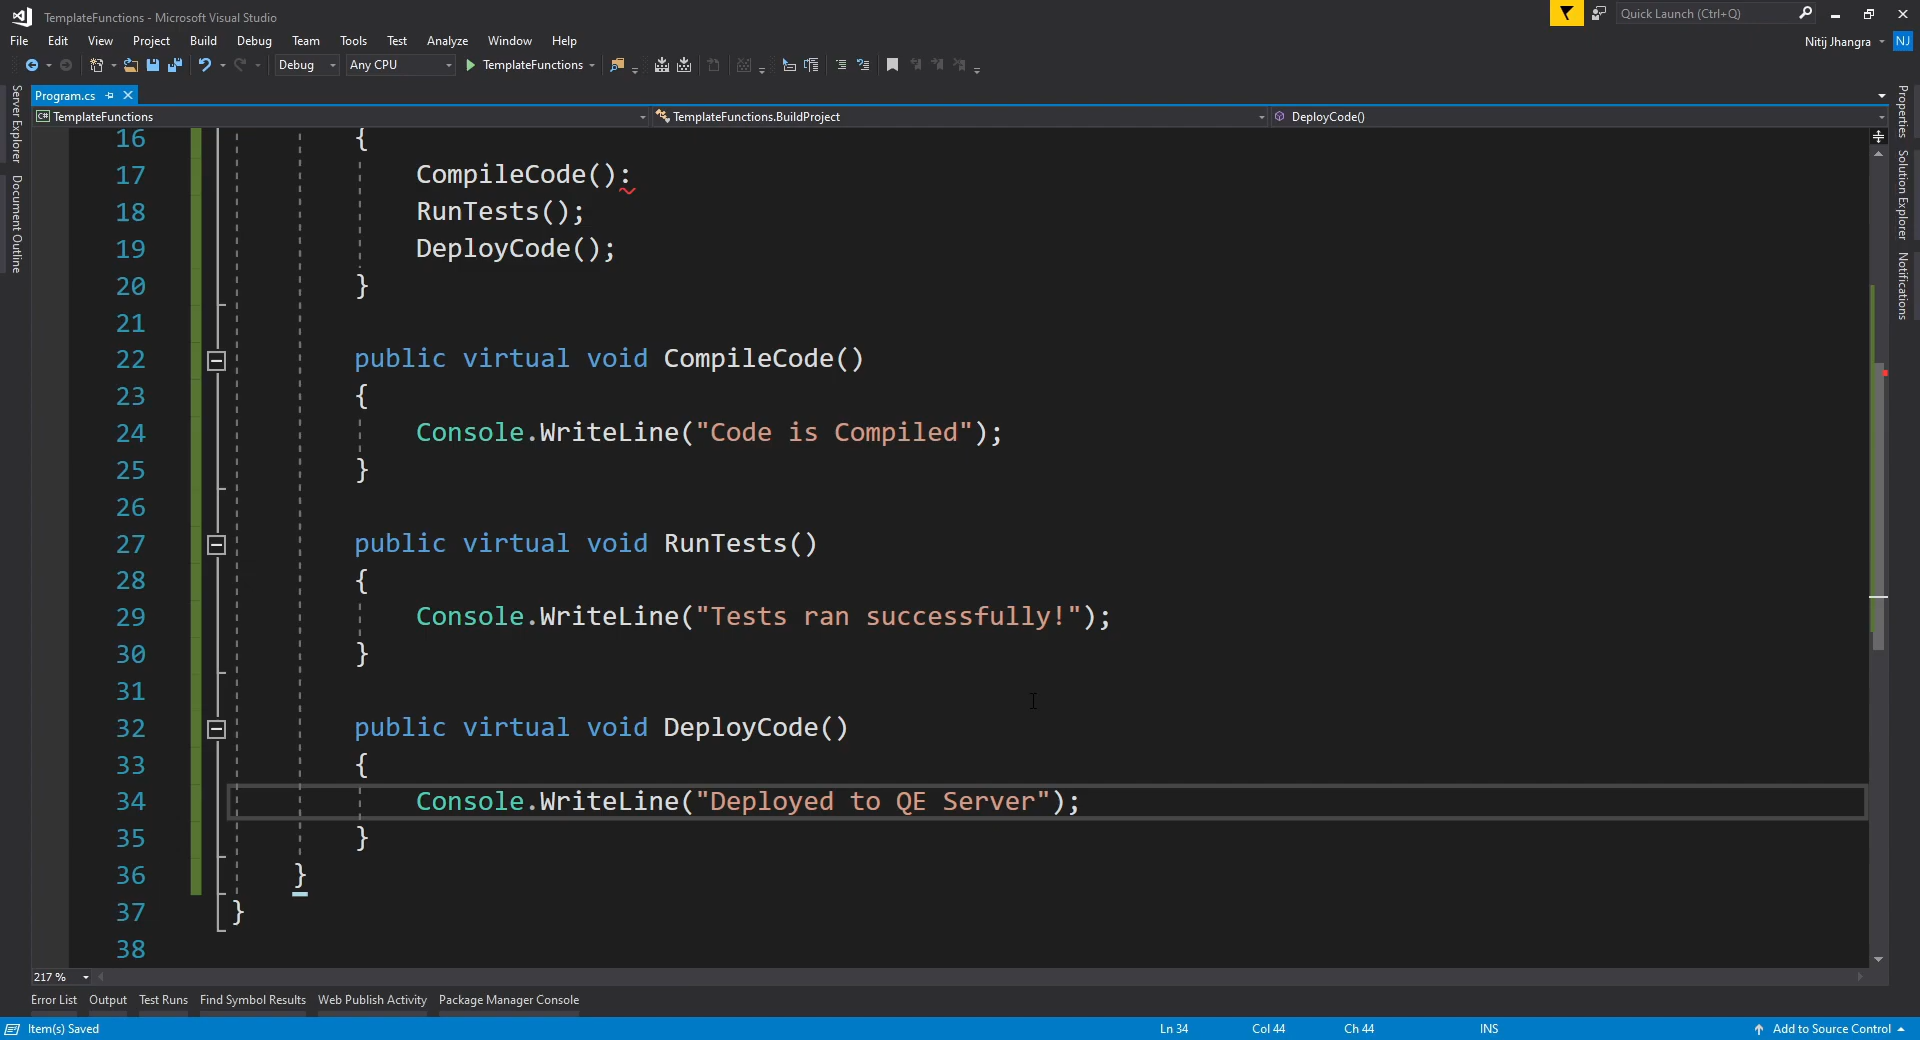 TemplateFunctions - Microsoft Visual Studio
Quick Launch (Ctrl+Q)
File Edit View Project Build Debug Team Tools Test Analyze Window Help
Nitij Jhangra NJ
Debug Any CPU TemplateFunctions
Program.cs
C# TemplateFunctions TemplateFunctions.BuildProject DeployCode()
Server Explorer
Document Outline
Properties
Solution Explorer
Notifications
16 {
17 CompileCode():
18 RunTests();
19 DeployCode();
20 }
21
22 public virtual void CompileCode()
23 {
24 Console.WriteLine("Code is Compiled");
25 }
26
27 public virtual void RunTests()
28 {
29 Console.WriteLine("Tests ran successfully!");
30 }
31
32 public virtual void DeployCode()
33 {
34 Console.WriteLine("Deployed to QE Server");
35 }
36 }
37 }
38
217 %
Error List Output Test Runs Find Symbol Results Web Publish Activity Package Manager Console
Item(s) Saved Ln 34 Col 44 Ch 44 INS Add to Source Control